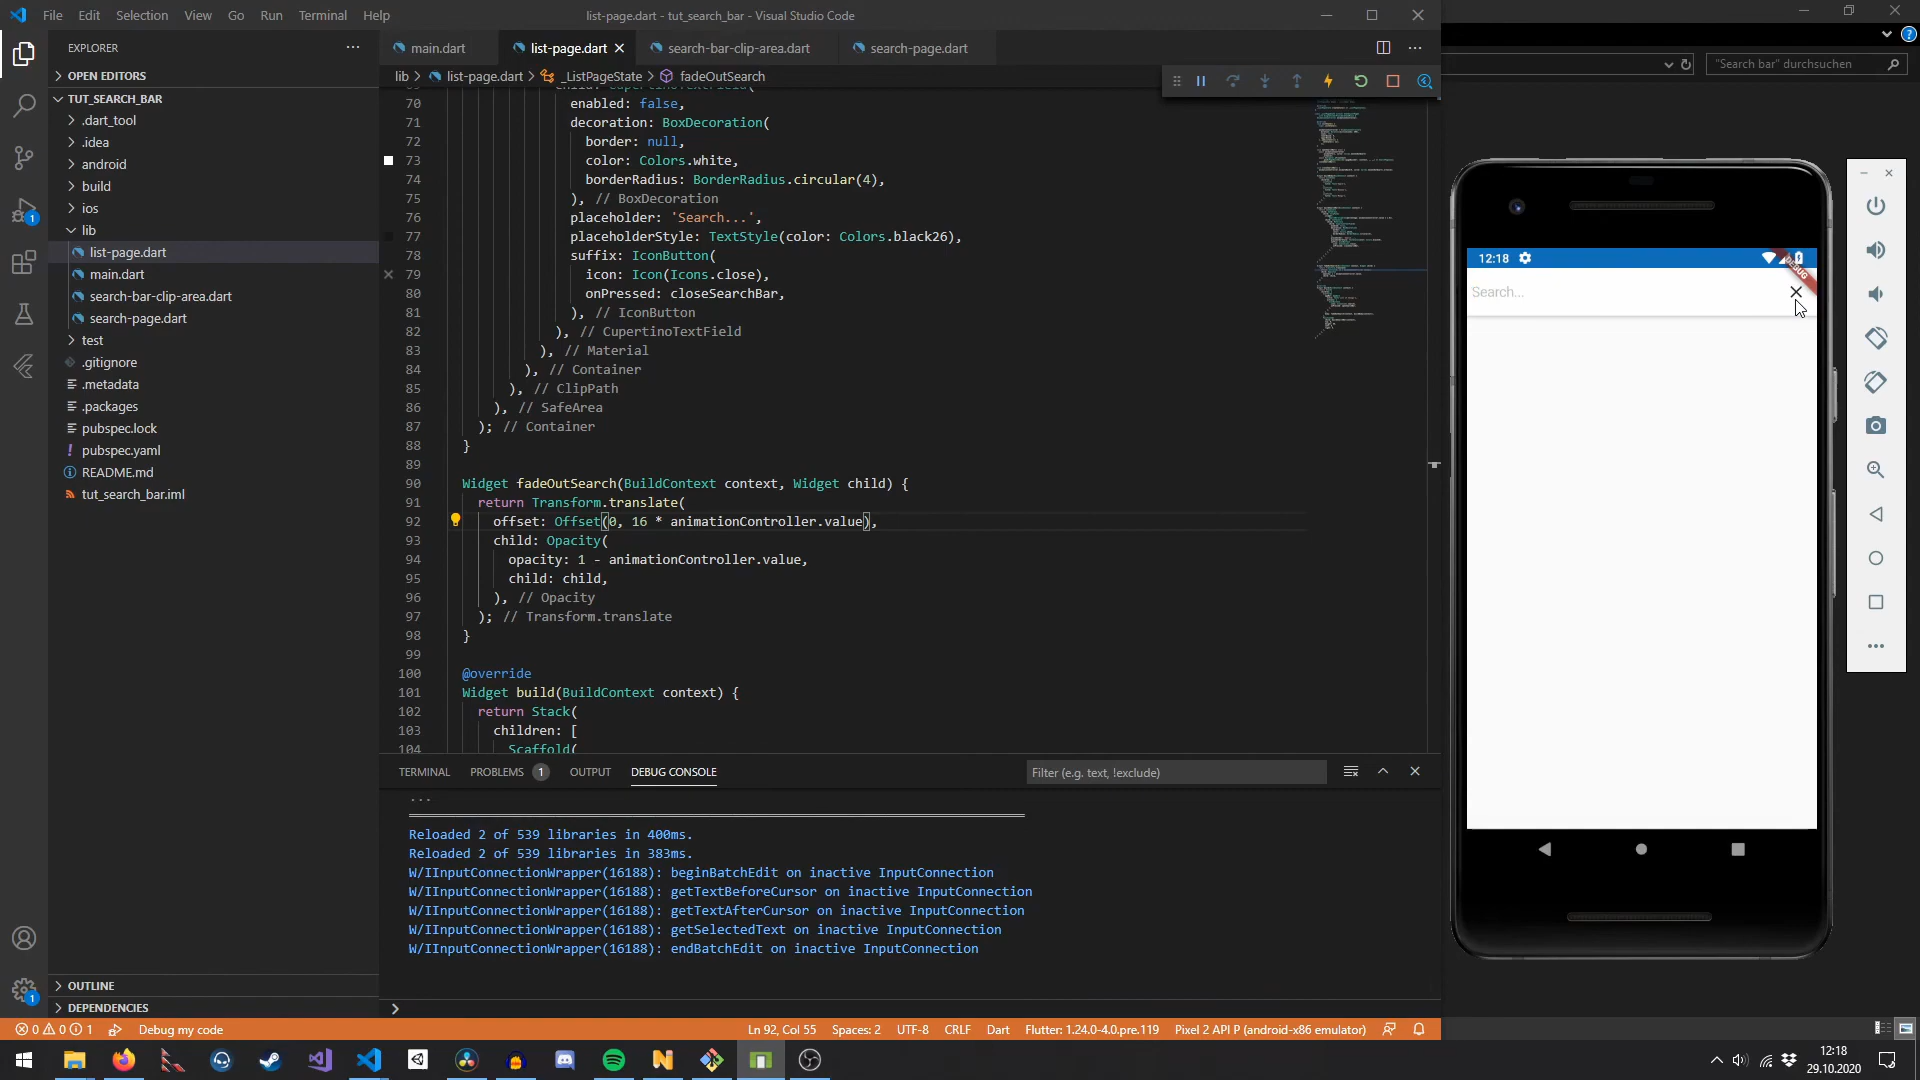 File Edit Selection View Go Run Terminal Help
list-page.dart - tut_search_bar - Visual Studio Code
EXPLORER
OPEN EDITORS
TUT_SEARCH_BAR
.dart_tool
.idea
android
build
ios
lib
list-page.dart
main.dart
search-bar-clip-area.dart
search-page.dart
test
.gitignore
.metadata
.packages
pubspec.lock
pubspec.yaml
README.md
tut_search_bar.iml
OUTLINE
DEPENDENCIES
main.dart list-page.dart search-bar-clip-area.dart search-page.dart
lib > list-page.dart > _ListPageState > fadeOutSearch
70 enabled: false,
71 decoration: BoxDecoration(
72 border: null,
73 color: Colors.white,
74 borderRadius: BorderRadius.circular(4),
75 ), // BoxDecoration
76 placeholder: 'Search...',
77 placeholderStyle: TextStyle(color: Colors.black26),
78 suffix: IconButton(
79 icon: Icon(Icons.close),
80 onPressed: closeSearchBar,
81 ), // IconButton
82 ), // CupertinoTextField
83 ), // Material
84 ), // Container
85 ), // ClipPath
86 ), // SafeArea
87 ); // Container
88 }
89
90 Widget fadeOutSearch(BuildContext context, Widget child) {
91 return Transform.translate(
92 offset: Offset(0, 16 * animationController.value),
93 child: Opacity(
94 opacity: 1 - animationController.value,
95 child: child,
96 ), // Opacity
97 ); // Transform.translate
98 }
99
100 @override
101 Widget build(BuildContext context) {
102 return Stack(
103 children: [
104 Scaffold(
TERMINAL PROBLEMS 1 OUTPUT DEBUG CONSOLE
Filter (e.g. text, !exclude)
...
Reloaded 2 of 539 libraries in 400ms.
Reloaded 2 of 539 libraries in 383ms.
W/IInputConnectionWrapper(16188): beginBatchEdit on inactive InputConnection
W/IInputConnectionWrapper(16188): getTextBeforeCursor on inactive InputConnection
W/IInputConnectionWrapper(16188): getTextAfterCursor on inactive InputConnection
W/IInputConnectionWrapper(16188): getSelectedText on inactive InputConnection
W/IInputConnectionWrapper(16188): endBatchEdit on inactive InputConnection
0 0 1 Debug my code
Ln 92, Col 55 Spaces: 2 UTF-8 CRLF Dart Flutter: 1.24.0-4.0.pre.119 Pixel 2 API P (android-x86 emulator)
"Search bar" durchsuchen
12:18
DEBUG
Search...
12:18
29.10.2020